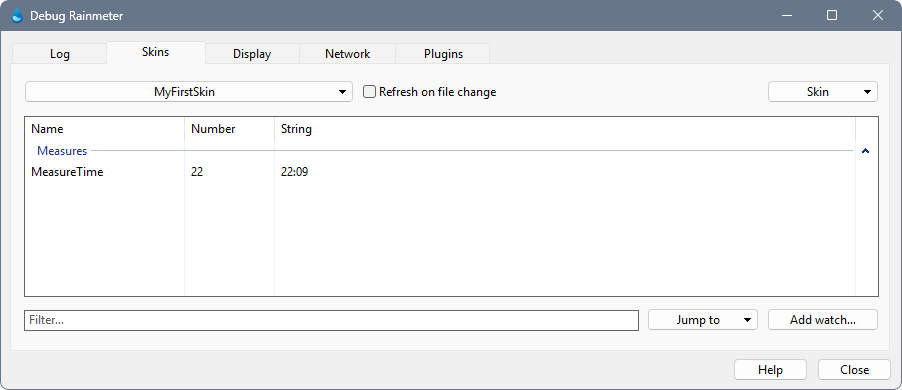 Debug Rainmeter
Log Skins Display Network Plugins
MyFirstSkin Refresh on file change Skin
Name Number String
Measures
MeasureTime 22 22:09
Filter... Jump to Add watch...
Help Close